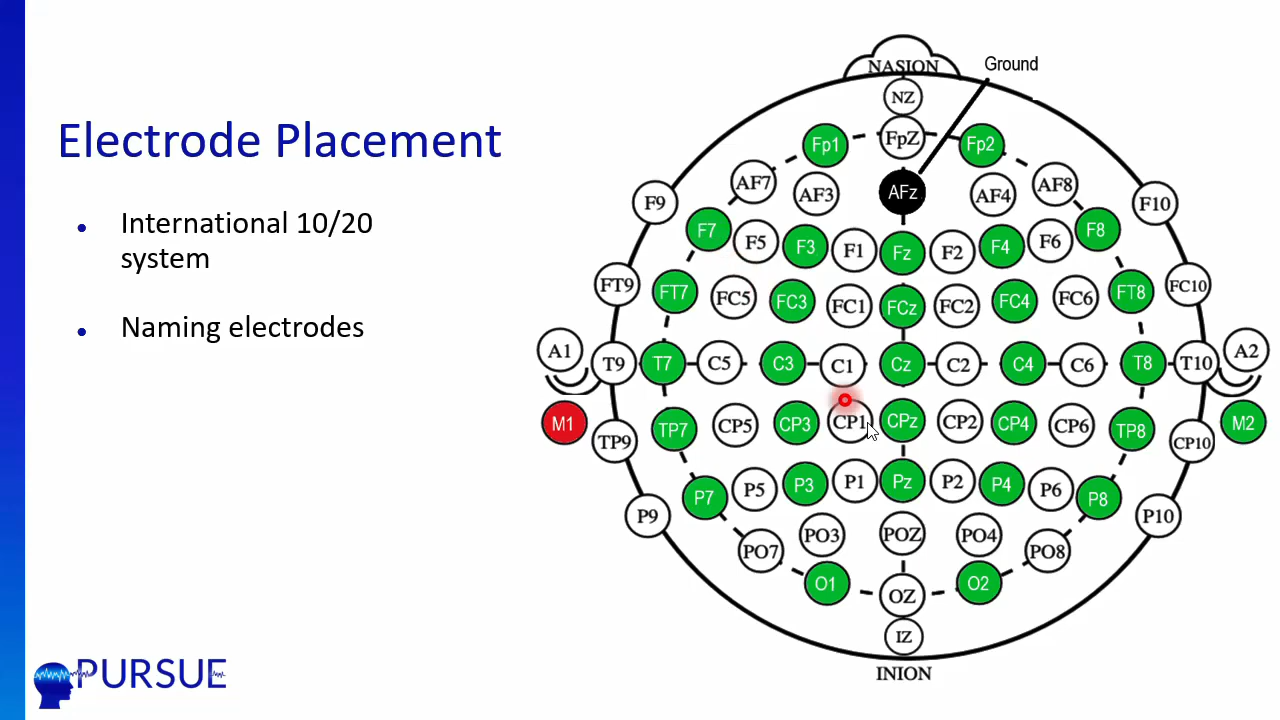 Electrode Placement
International 10/20
system
Naming electrodes
PURSUE
Ground
NASION
NZ
Fp1 FpZ Fp2
AF7 AF3 AFz AF4 AF8
F9 F7 F5 F3 F1 Fz F2 F4 F6 F8 F10
FT9 FT7 FC5 FC3 FC1 FCz FC2 FC4 FC6 FT8 FC10
A1 T9 T7 C5 C3 C1 Cz C2 C4 C6 T8 T10 A2
M1 TP9 TP7 CP5 CP3 CP1 CPz CP2 CP4 CP6 TP8 CP10 M2
P9 P7 P5 P3 P1 Pz P2 P4 P6 P8 P10
PO7 PO3 POZ PO4 PO8
O1 OZ O2
IZ
INION